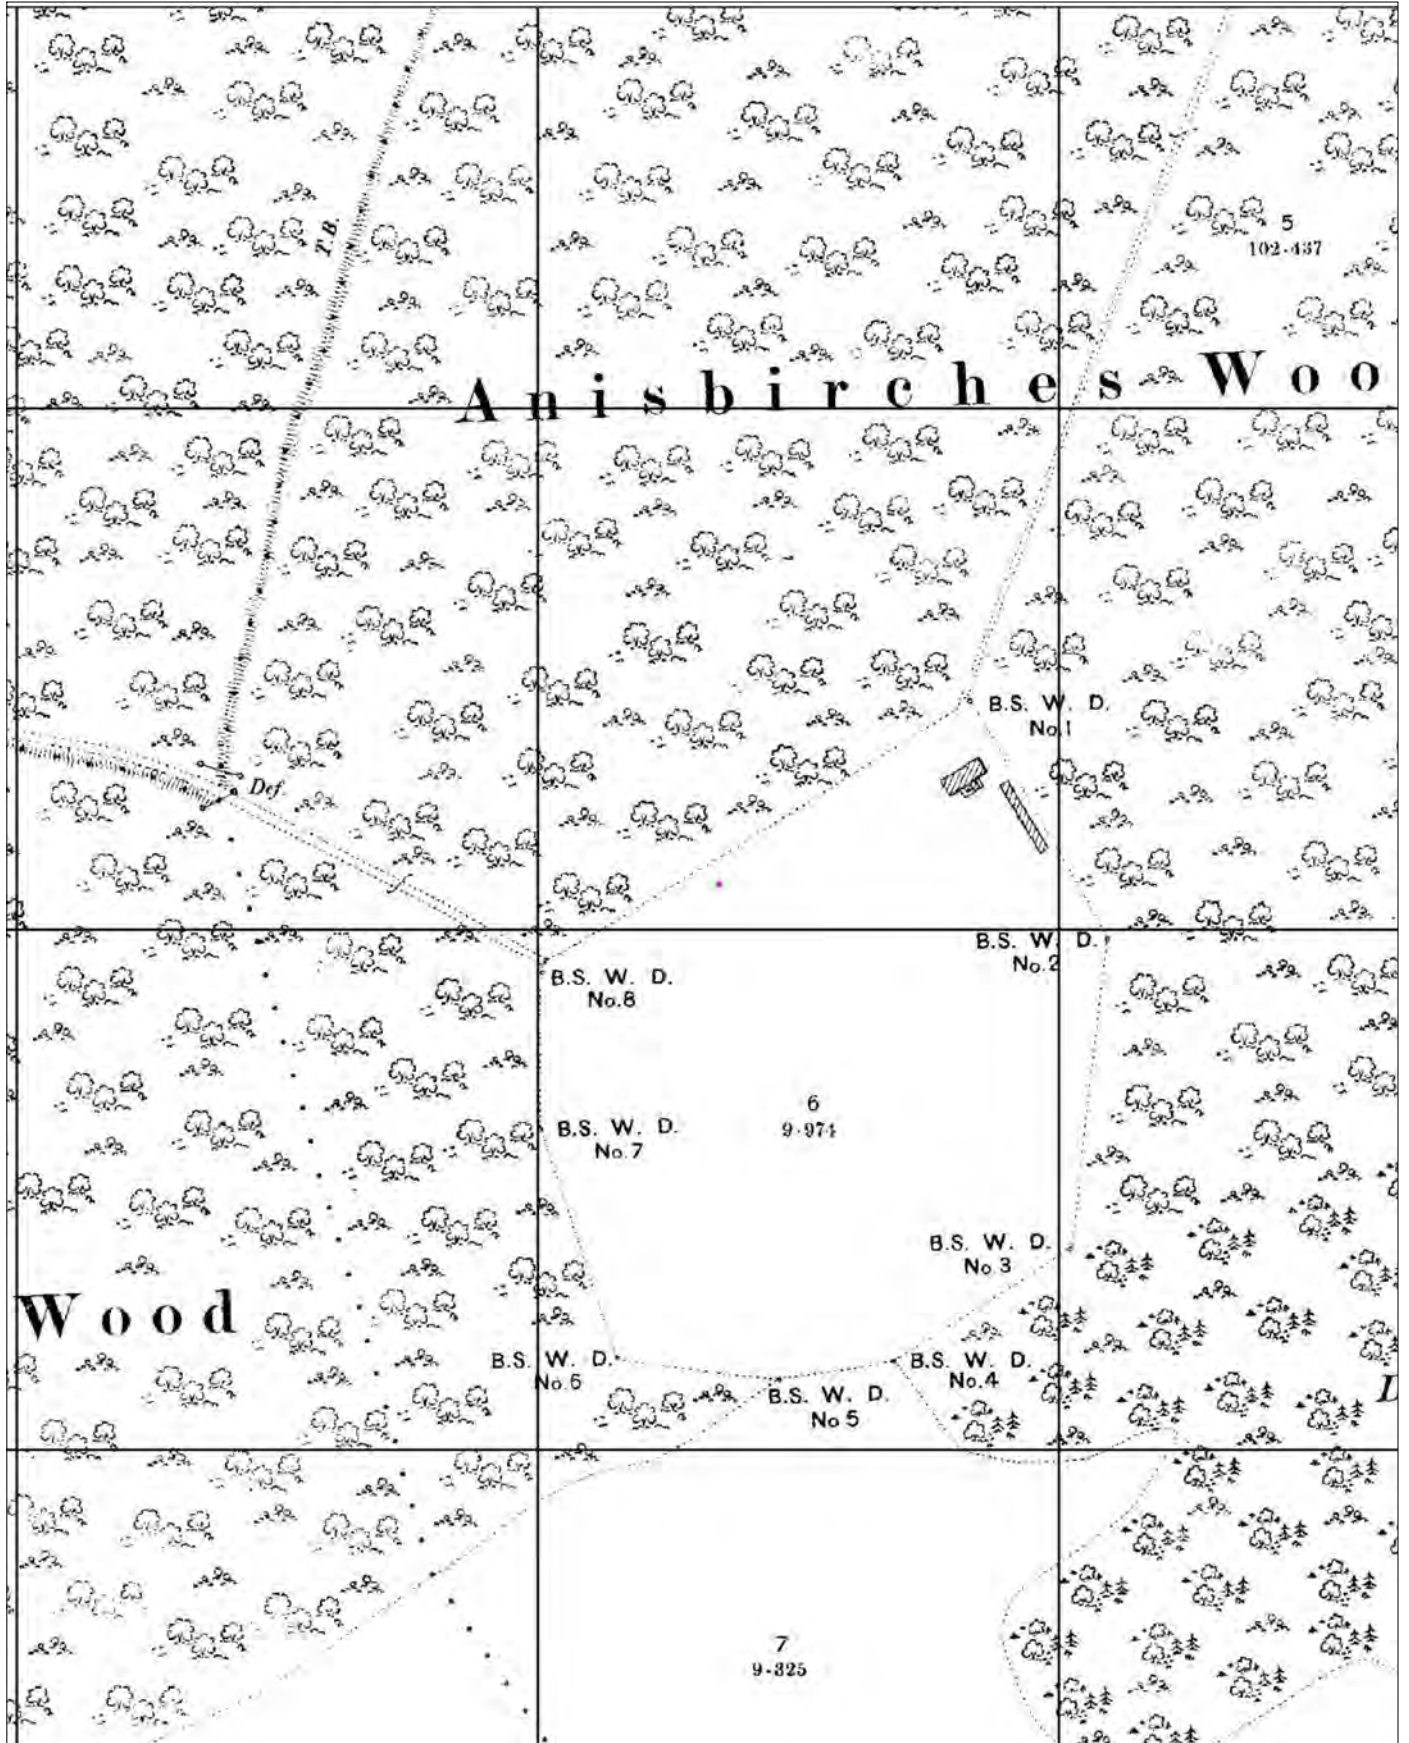 T.B.
5
102·437
Anisbirches Woo
B.S. W. D.
No.1
Def.
B.S. W. D.
No.2
B.S. W. D.
No.8
6
9·974
B.S. W. D.
No.7
B.S. W. D.
No.3
Wood
B.S. W. D.
No.6
B.S. W. D.
No.4
B.S. W. D.
No 5
7
9·325